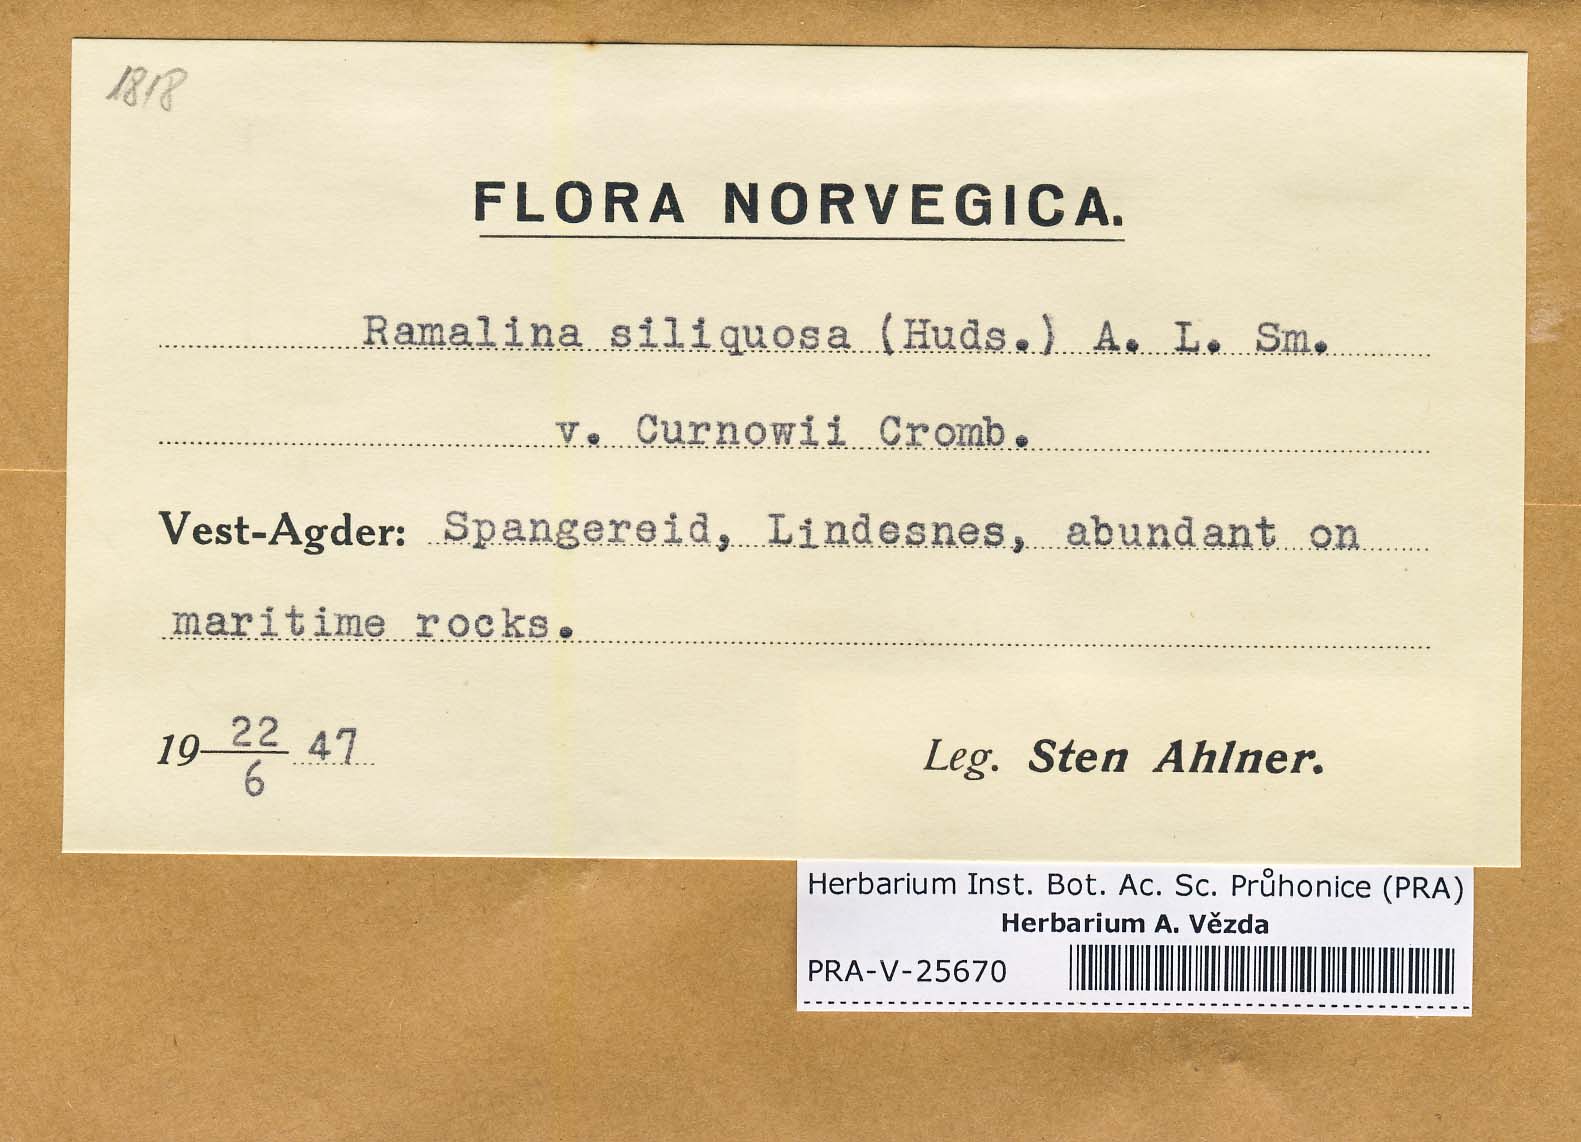 1818
FLORA NORVEGICA.
Ramalina siliquosa (Huds.) A. L. Sm.
v. Curnowii Cromb.
Vest-Agder: Spangereid, Lindesnes, abundant on
maritime rocks.
19 22/6 47
Leg. Sten Ahlner.
Herbarium Inst. Bot. Ac. Sc. Průhonice (PRA)
Herbarium A. Vězda
PRA-V-25670